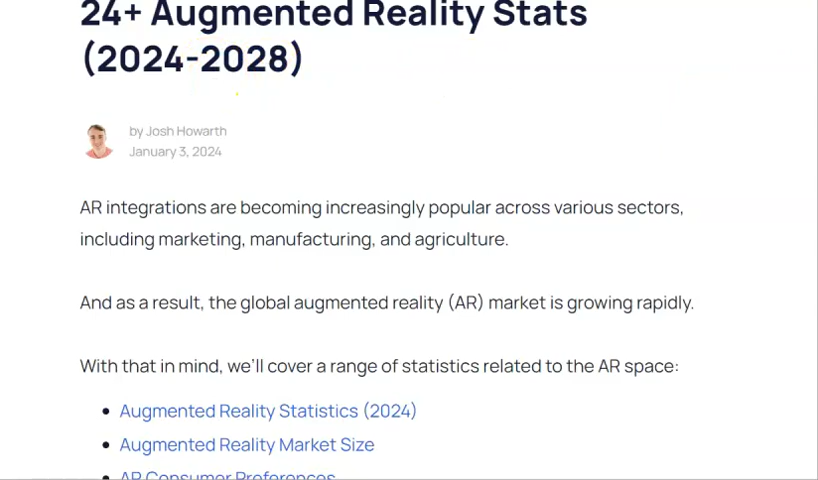 24+ Augmented Reality Stats
(2024-2028)
by Josh Howarth
January 3, 2024
AR integrations are becoming increasingly popular across various sectors,
including marketing, manufacturing, and agriculture.
And as a result, the global augmented reality (AR) market is growing rapidly.
With that in mind, we'll cover a range of statistics related to the AR space:
Augmented Reality Statistics (2024)
Augmented Reality Market Size
AR Consumer Preferences